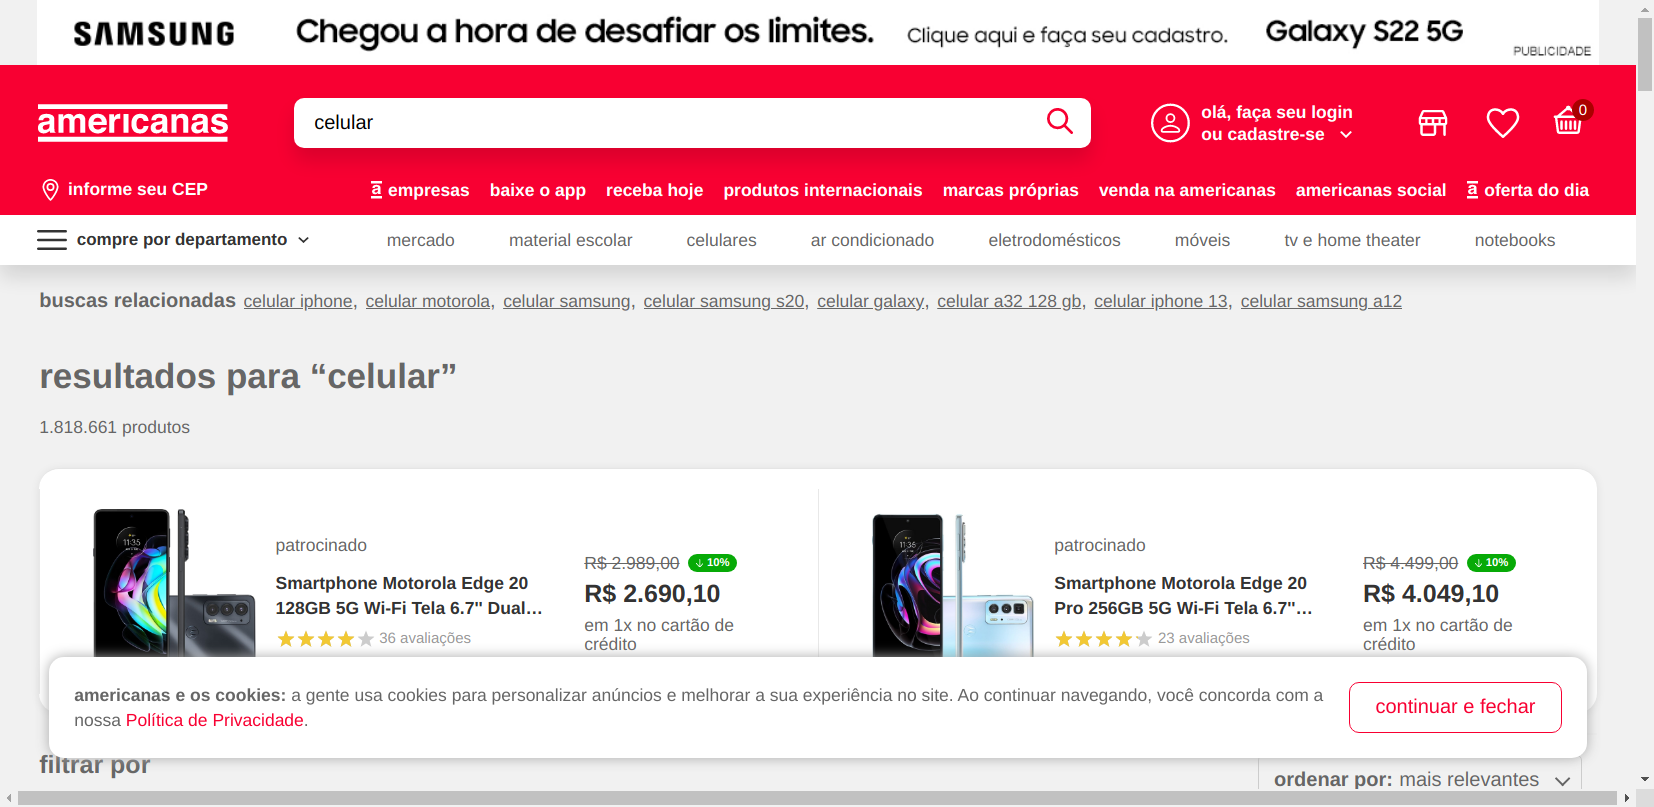 SAMSUNG Chegou a hora de desafiar os limites. Clique aqui e faça seu cadastro. Galaxy S22 5G
PUBLICIDADE
americanas
celular
olá, faça seu login
ou cadastre-se
0
informe seu CEP
a empresas baixe o app receba hoje produtos internacionais marcas próprias venda na americanas americanas social a oferta do dia
compre por departamento mercado material escolar celulares ar condicionado eletrodomésticos móveis tv e home theater notebooks
buscas relacionadas celular iphone, celular motorola, celular samsung, celular samsung s20, celular galaxy, celular a32 128 gb, celular iphone 13, celular samsung a12
resultados para “celular”
1.818.661 produtos
11:35
patrocinado
Smartphone Motorola Edge 20
128GB 5G Wi-Fi Tela 6.7'' Dual...
36 avaliações
R$ 2.989,00 10%
R$ 2.690,10
em 1x no cartão de
crédito
11:35
patrocinado
Smartphone Motorola Edge 20
Pro 256GB 5G Wi-Fi Tela 6.7''...
23 avaliações
R$ 4.499,00 10%
R$ 4.049,10
em 1x no cartão de
crédito
americanas e os cookies: a gente usa cookies para personalizar anúncios e melhorar a sua experiência no site. Ao continuar navegando, você concorda com a
nossa Política de Privacidade.
continuar e fechar
filtrar por
ordenar por: mais relevantes